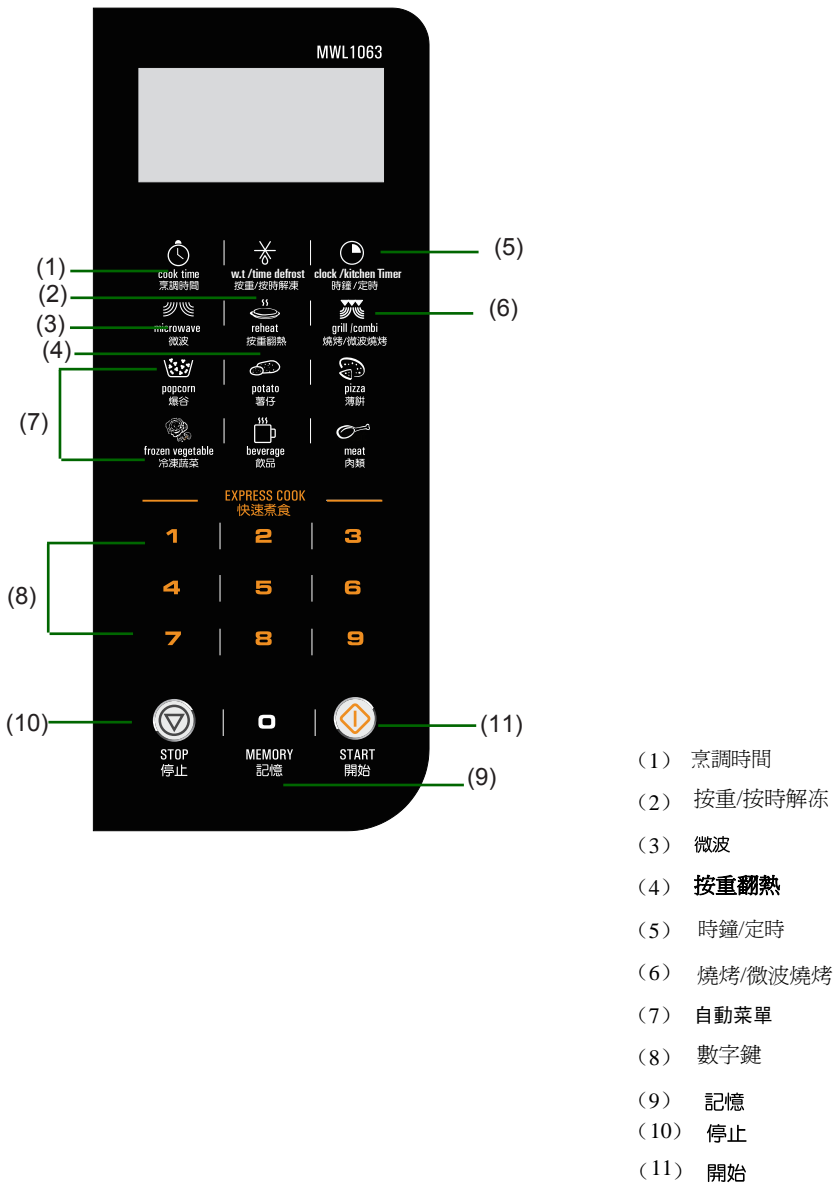 MWL1063
(5)
(1) cook time w.t /time defrost clock /kitchen Timer
烹調時間 按重/按時解凍 時鐘/定時
(2)
(6)
(3) microwave reheat grill /combi
微波 按重翻熱 燒烤/微波燒烤
(4)
popcorn potato pizza
爆谷 薯仔 薄餅
(7)
frozen vegetable beverage meat
冷凍蔬菜 飲品 肉類
EXPRESS COOK
快速煮食
1 2 3
(8) 4 5 6
7 8 9
(10) 0 (11)
STOP MEMORY START
停止 記憶 開始
(9)
（1） 烹調時間
（2） 按重/按時解冻
（3） 微波
（4） 按重翻熱
（5） 時鐘/定時
（6） 燒烤/微波燒烤
（7） 自動菜單
（8） 數字鍵
（9） 記憶
（10） 停止
（11） 開始